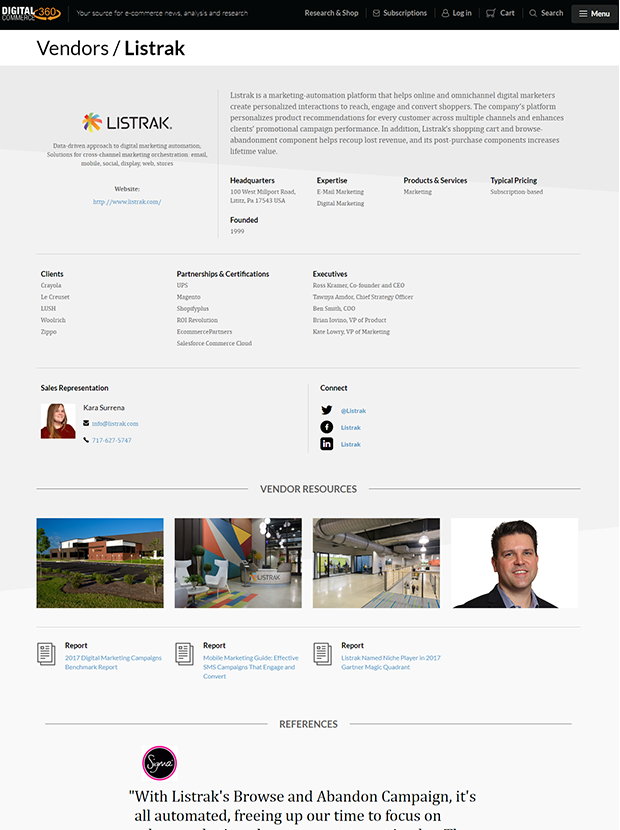 DIGITAL COMMERCE 360
Your source for e-commerce news, analysis and research
Research & Shop
Subscriptions
Log in
Cart
Search
Menu
Vendors / Listrak
LISTRAK
Data-driven approach to digital marketing automation,
Solutions for cross-channel marketing orchestration: email,
mobile, social, display, web, stores
Website:
http://www.listrak.com/
Listrak is a marketing-automation platform that helps online and omnichannel digital marketers
create personalized interactions to reach, engage and convert shoppers. The company's platform
personalizes product recommendations for every customer across multiple channels and enhances
clients' promotional campaign performance. In addition, Listrak's shopping cart and browse-
abandonment component helps recoup lost revenue, and its post-purchase components increases
lifetime value.
Headquarters
100 West Millport Road,
Lititz, Pa 17543 USA
Expertise
E-Mail Marketing
Digital Marketing
Products & Services
Marketing
Typical Pricing
Subscription-based
Founded
1999
Clients
Crayola
Le Creuset
LUSH
Woolrich
Zippo
Partnerships & Certifications
UPS
Magento
Shopifyplus
ROI Revolution
EcommercePartners
Salesforce Commerce Cloud
Executives
Ross Kramer, Co-founder and CEO
Tawnya Amdor, Chief Strategy Officer
Ben Smith, COO
Brian Iovino, VP of Product
Kate Lowry, VP of Marketing
Sales Representation
Kara Surrena
info@listrak.com
717-627-5747
Connect
@Listrak
Listrak
Listrak
VENDOR RESOURCES
LISTRAK
Report
2017 Digital Marketing Campaigns
Benchmark Report
Report
Mobile Marketing Guide: Effective
SMS Campaigns That Engage and
Convert
Report
Listrak Named Niche Player in 2017
Gartner Magic Quadrant
REFERENCES
Sigma
"With Listrak's Browse and Abandon Campaign, it's
all automated, freeing up our time to focus on